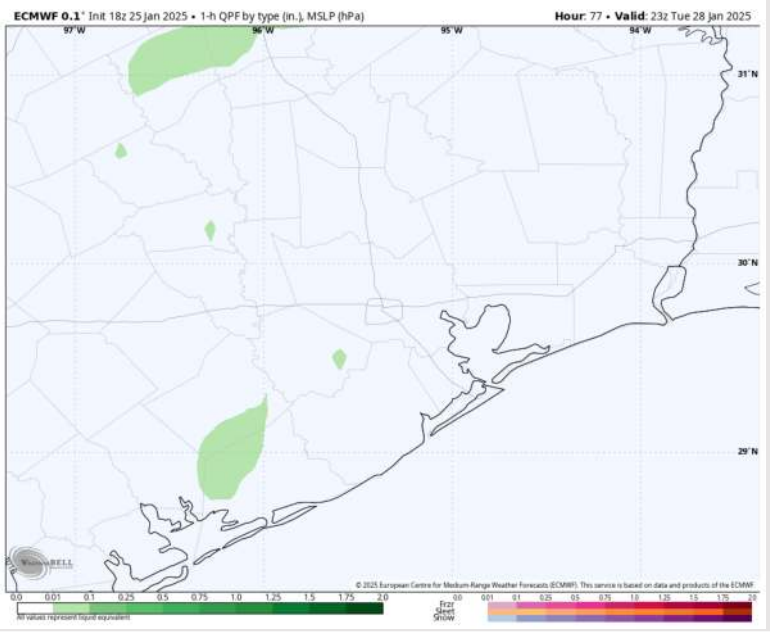 ECMWF 0.1° Init 18z 25 Jan 2025 • 1-h QPF by type (in.), MSLP (hPa)
Hour: 77 • Valid: 23z Tue 28 Jan 2025
97°W 96°W 95°W 94°W
31°N
30°N
29°N
WeatherBELL
© 2025 European Centre for Medium-Range Weather Forecasts (ECMWF). This service is based on data and products of the ECMWF
0.0 0.01 0.1 0.25 0.5 0.75 1.0 1.25 1.5 1.75 2.0
0.0 0.01 0.1 0.25 0.5 0.75 1.0 1.25 1.5 1.75 2.0
Frzr
Sleet
Snow
All values represent liquid equivalent